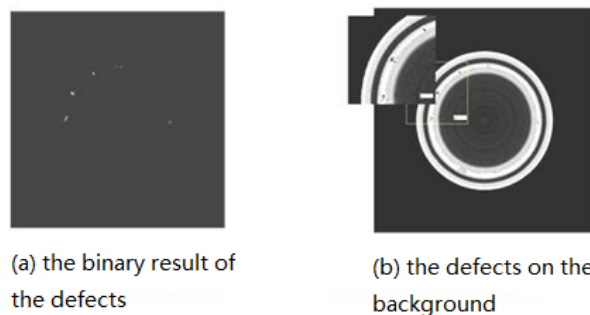 (a) the binary result of
the defects
(b) the defects on the
background